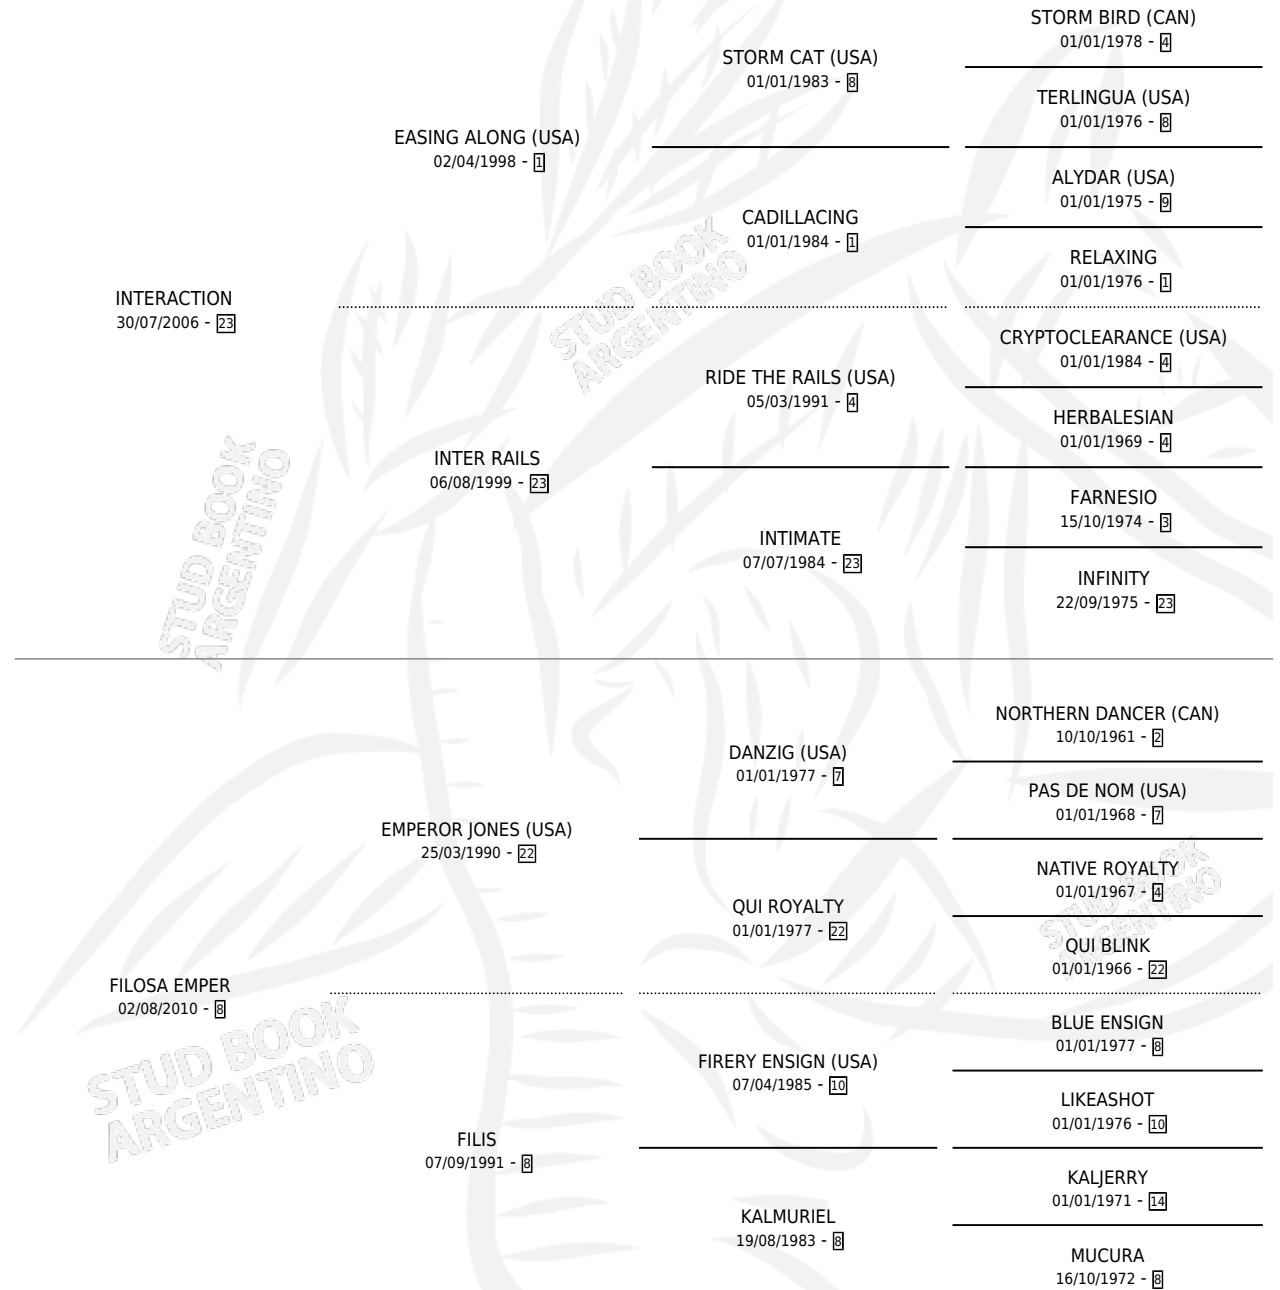 STORM BIRD (CAN)
01/01/1978 - 4
STORM CAT (USA)
01/01/1983 - 8
TERLINGUA (USA)
01/01/1976 - 8
EASING ALONG (USA)
02/04/1998 - 1
ALYDAR (USA)
01/01/1975 - 9
CADILLACING
01/01/1984 - 1
RELAXING
01/01/1976 - 1
INTERACTION
30/07/2006 - 23
STUD BOOK
ARGENTINO
CRYPTOCLEARANCE (USA)
01/01/1984 - 4
RIDE THE RAILS (USA)
05/03/1991 - 4
HERBALESIAN
01/01/1969 - 4
INTER RAILS
06/08/1999 - 23
FARNESIO
15/10/1974 - 3
INTIMATE
07/07/1984 - 23
INFINITY
22/09/1975 - 23
STUD BOOK
ARGENTINO
NORTHERN DANCER (CAN)
10/10/1961 - 2
DANZIG (USA)
01/01/1977 - 7
PAS DE NOM (USA)
01/01/1968 - 7
EMPEROR JONES (USA)
25/03/1990 - 22
NATIVE ROYALTY
01/01/1967 - 4
QUI ROYALTY
01/01/1977 - 22
QUI BLINK
01/01/1966 - 22
STUD BOOK
ARGENTINO
FILOSA EMPER
02/08/2010 - 8
STUD BOOK
ARGENTINO
BLUE ENSIGN
01/01/1977 - 8
FIRERY ENSIGN (USA)
07/04/1985 - 10
LIKEASHOT
01/01/1976 - 10
FILIS
07/09/1991 - 8
KALJERRY
01/01/1971 - 14
KALMURIEL
19/08/1983 - 8
MUCURA
16/10/1972 - 8